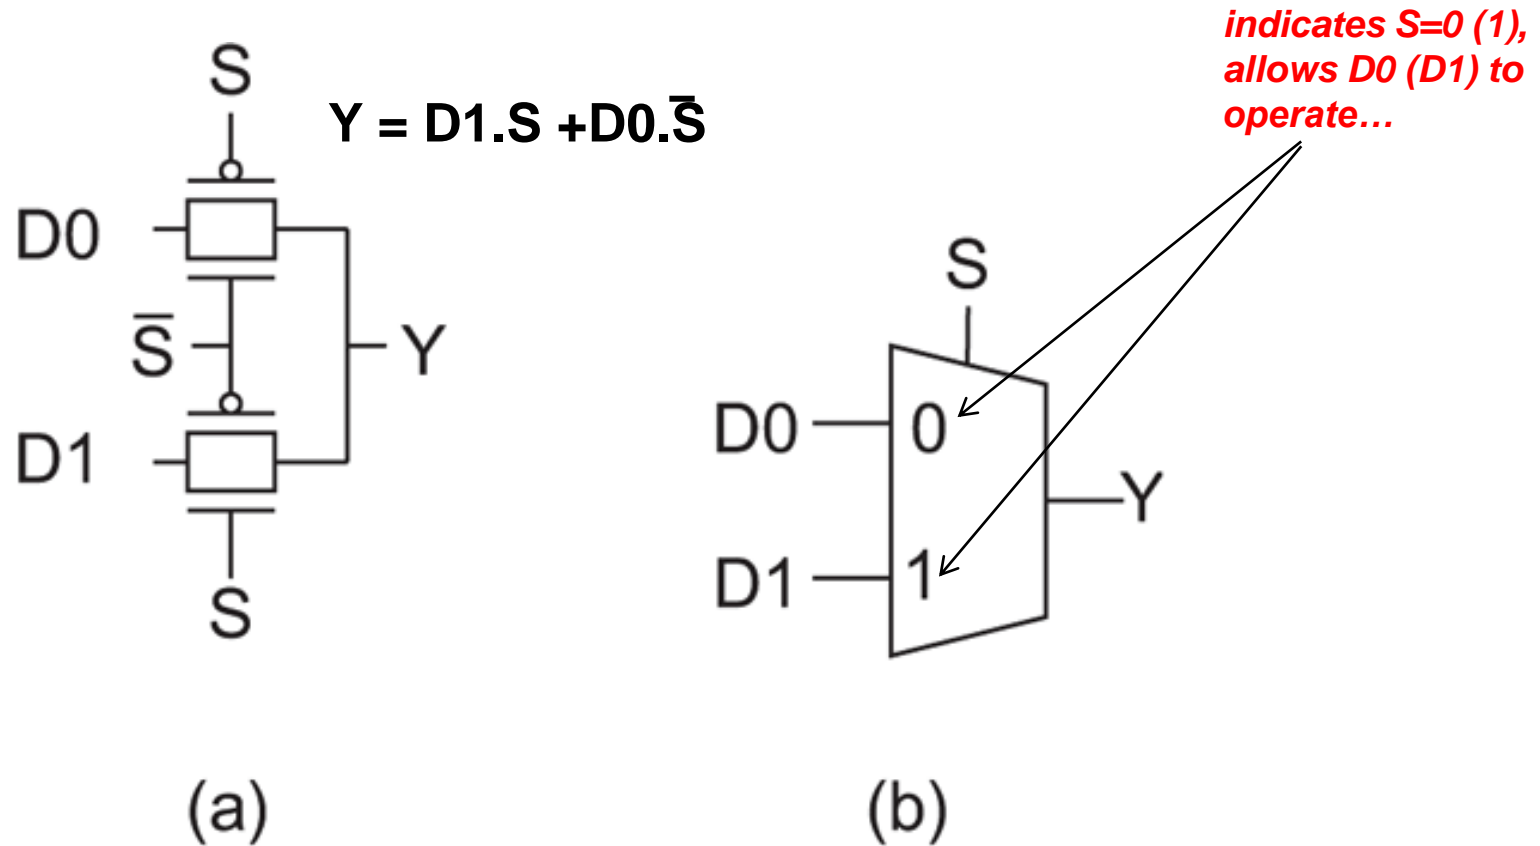 indicates S=0 (1),
allows D0 (D1) to
operate…
S
Y = D1.S +D0.S̅
D0
S̅
Y
D1
S
S
D0
0
Y
D1
1
(a)
(b)